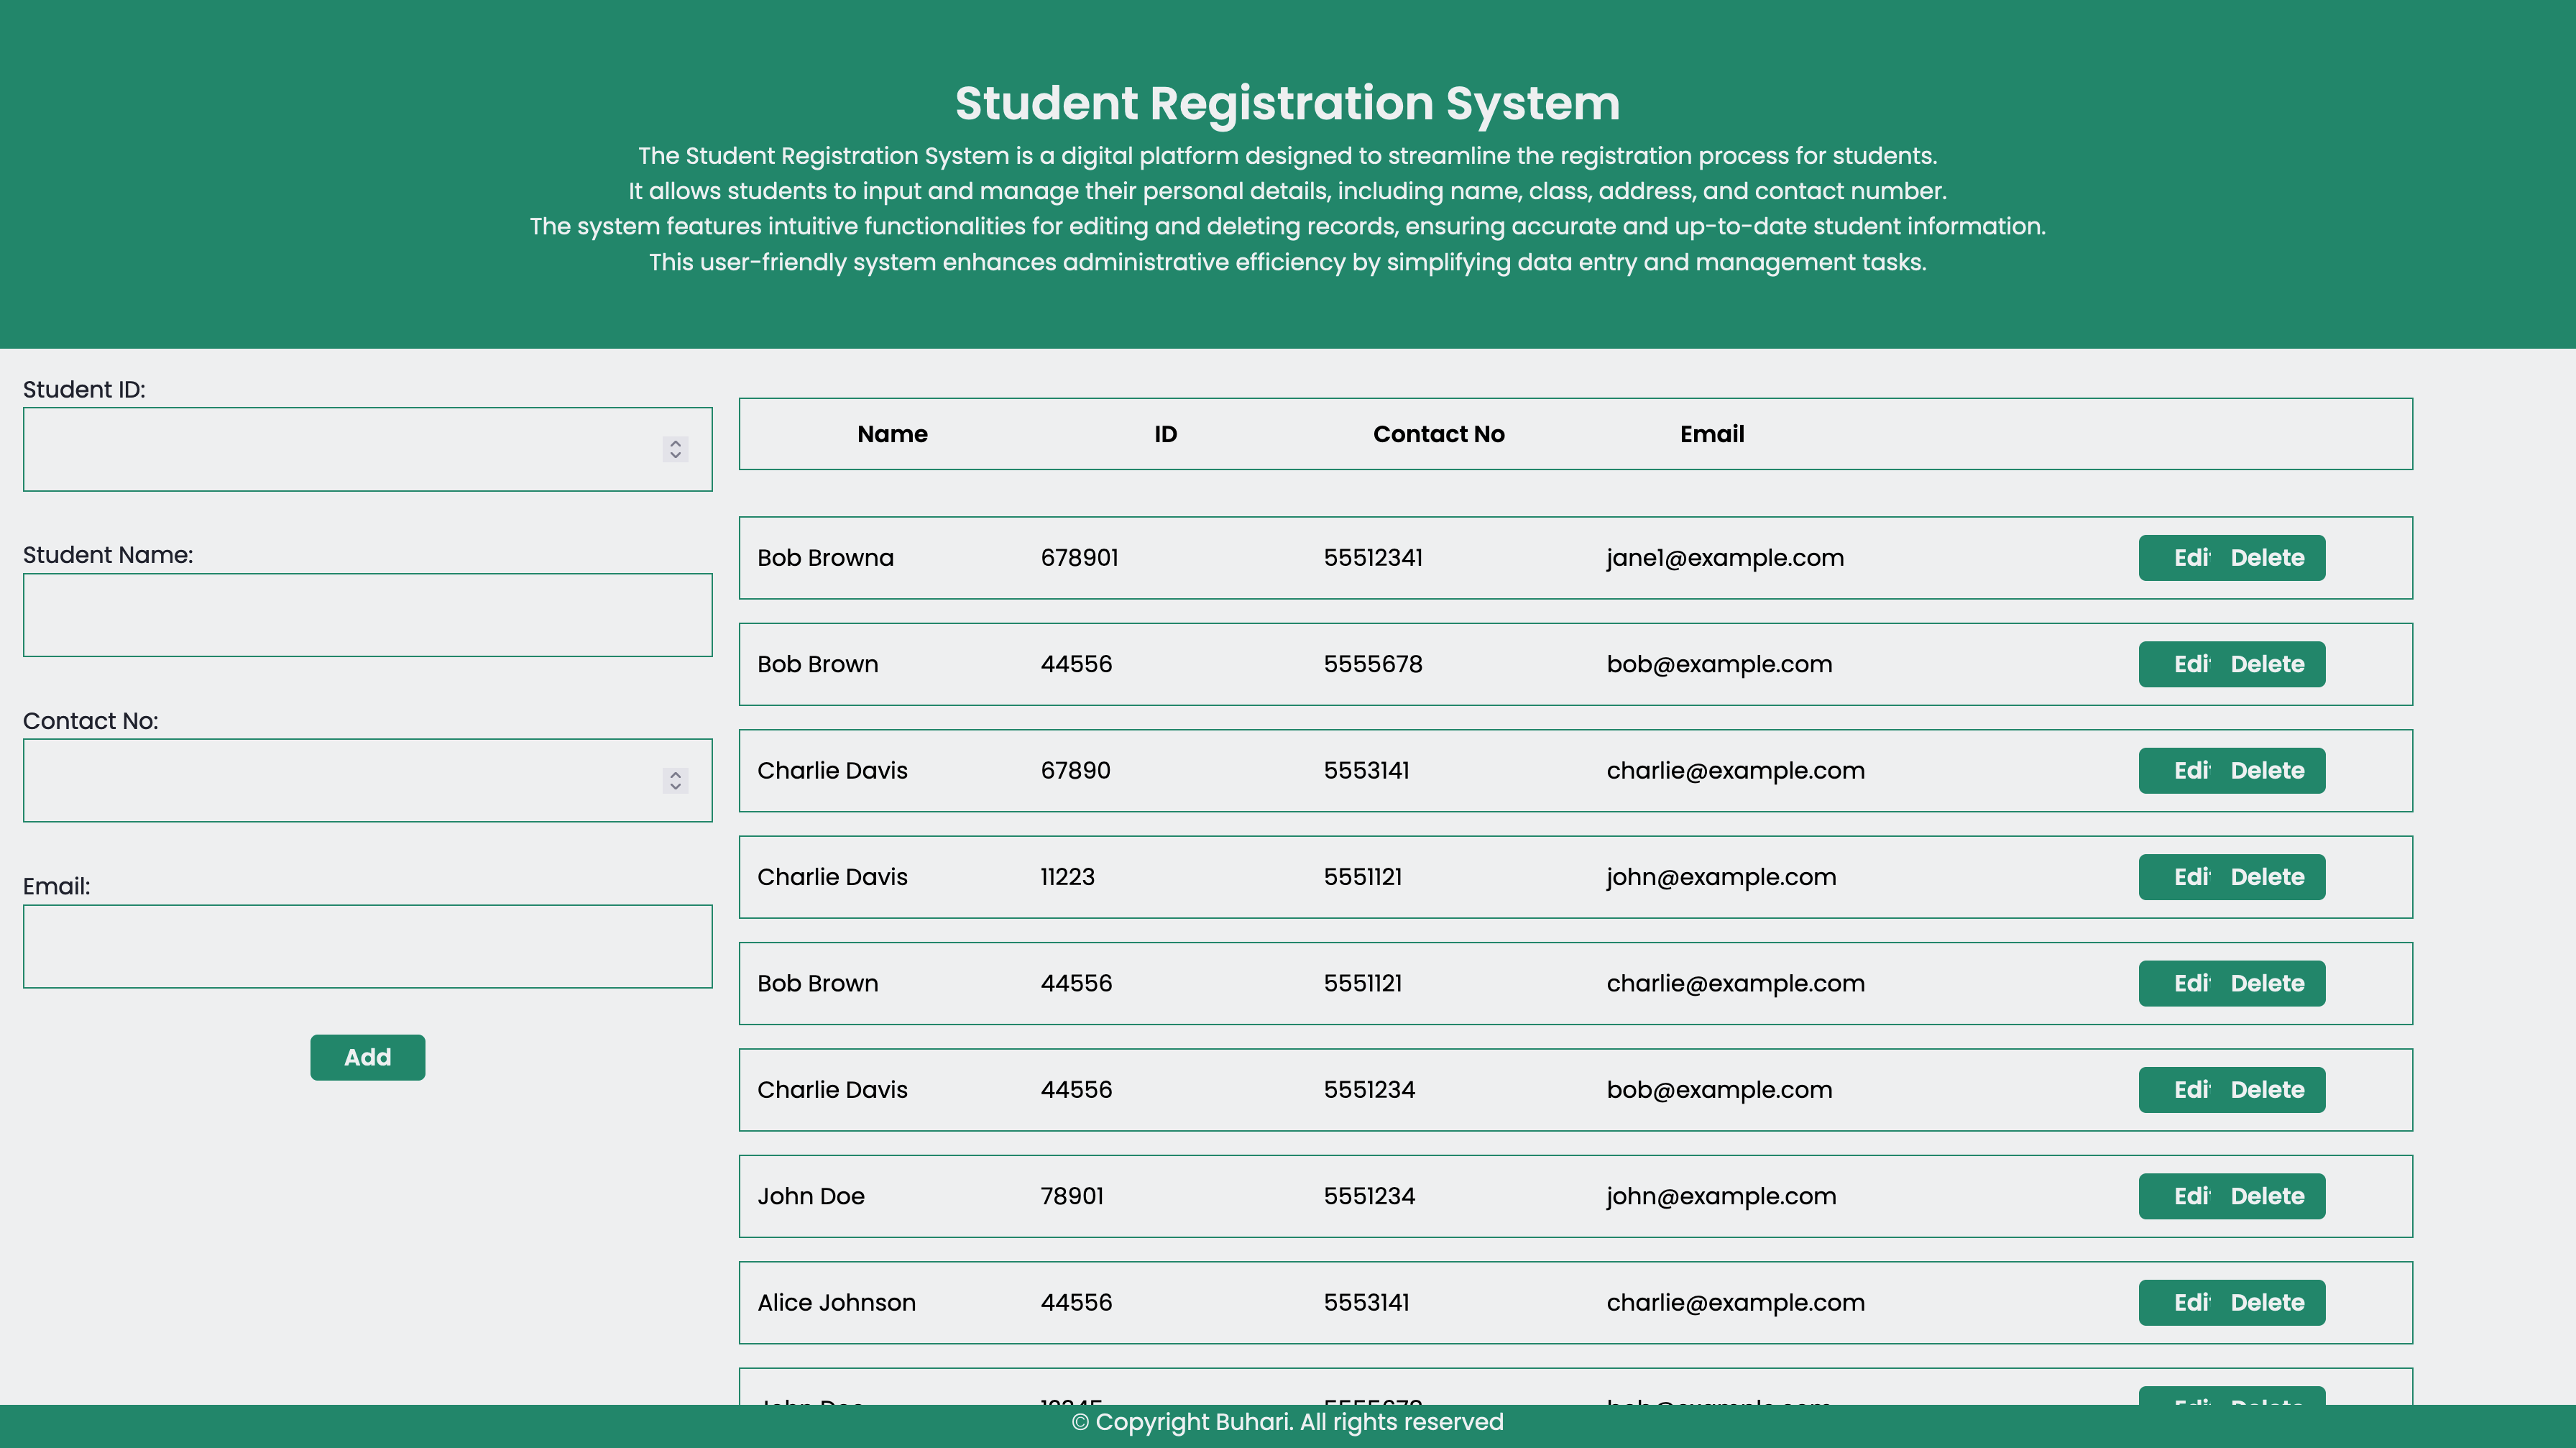 Student Registration System
The Student Registration System is a digital platform designed to streamline the registration process for students.
It allows students to input and manage their personal details, including name, class, address, and contact number.
The system features intuitive functionalities for editing and deleting records, ensuring accurate and up-to-date student information.
This user-friendly system enhances administrative efficiency by simplifying data entry and management tasks.
Student ID:
Student Name:
Contact No:
Email:
Add
Name ID Contact No Email
Bob Browna 678901 55512341 jane1@example.com Edi Delete
Bob Brown 44556 5555678 bob@example.com Edi Delete
Charlie Davis 67890 5553141 charlie@example.com Edi Delete
Charlie Davis 11223 5551121 john@example.com Edi Delete
Bob Brown 44556 5551121 charlie@example.com Edi Delete
Charlie Davis 44556 5551234 bob@example.com Edi Delete
John Doe 78901 5551234 john@example.com Edi Delete
Alice Johnson 44556 5553141 charlie@example.com Edi Delete
© Copyright Buhari. All rights reserved